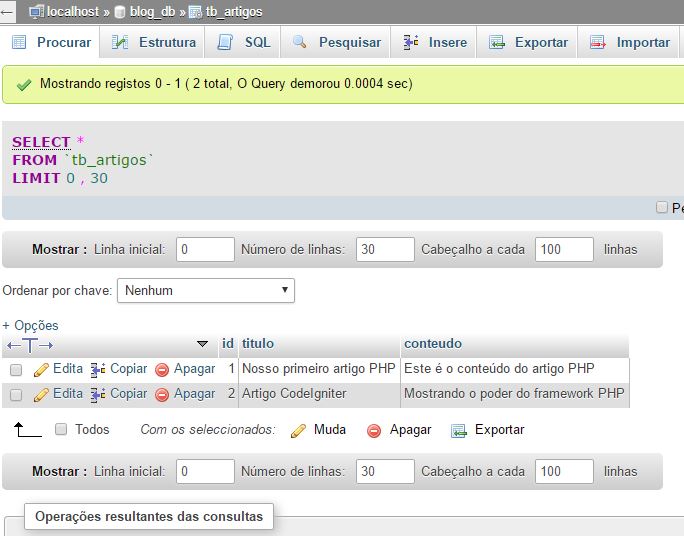 localhost » blog_db » tb_artigos
Procurar Estrutura SQL Pesquisar Insere Exportar Importar
Mostrando registos 0 - 1 ( 2 total, O Query demorou 0.0004 sec)
SELECT *
FROM `tb_artigos`
LIMIT 0 , 30
Pe
Mostrar : Linha inicial: 0 Número de linhas: 30 Cabeçalho a cada 100 linhas
Ordenar por chave: Nenhum
+ Opções
←T→ id titulo conteudo
Edita Copiar Apagar 1 Nosso primeiro artigo PHP Este é o conteúdo do artigo PHP
Edita Copiar Apagar 2 Artigo CodeIgniter Mostrando o poder do framework PHP
Todos Com os seleccionados: Muda Apagar Exportar
Mostrar : Linha inicial: 0 Número de linhas: 30 Cabeçalho a cada 100 linhas
Operações resultantes das consultas